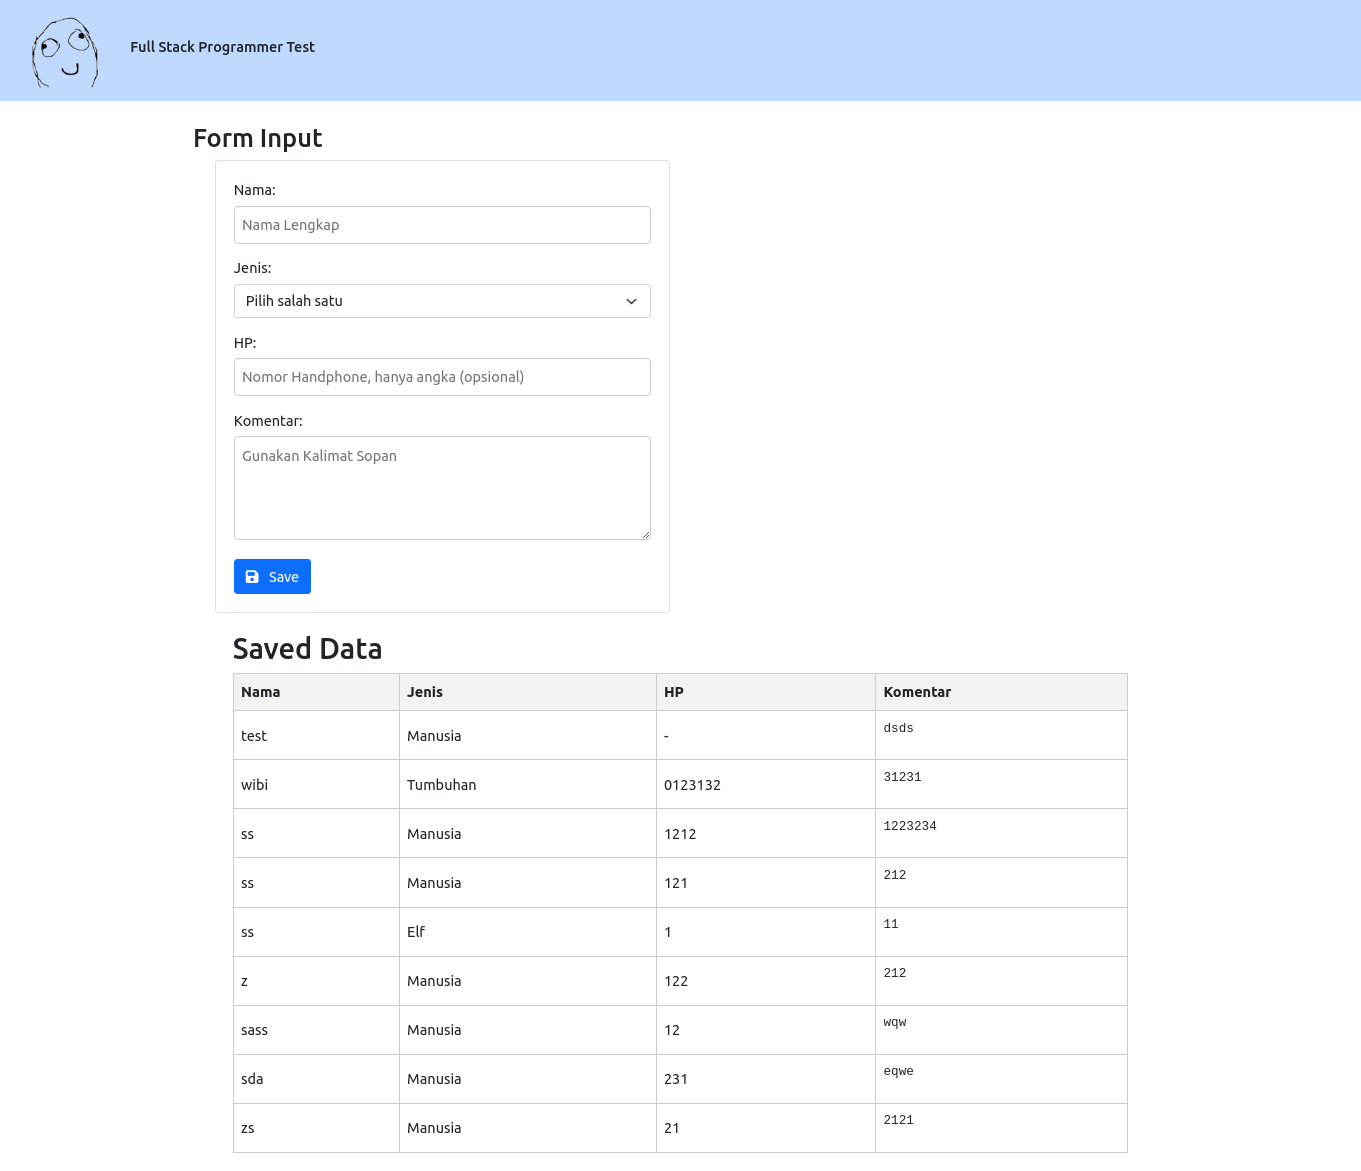 Full Stack Programmer Test
Form Input
Nama:
Nama Lengkap
Jenis:
Pilih salah satu
HP:
Nomor Handphone, hanya angka (opsional)
Komentar:
Gunakan Kalimat Sopan
Save
Saved Data
Nama Jenis HP Komentar
test Manusia - dsds
wibi Tumbuhan 0123132 31231
ss Manusia 1212 1223234
ss Manusia 121 212
ss Elf 1 11
z Manusia 122 212
sass Manusia 12 wqw
sda Manusia 231 eqwe
zs Manusia 21 2121